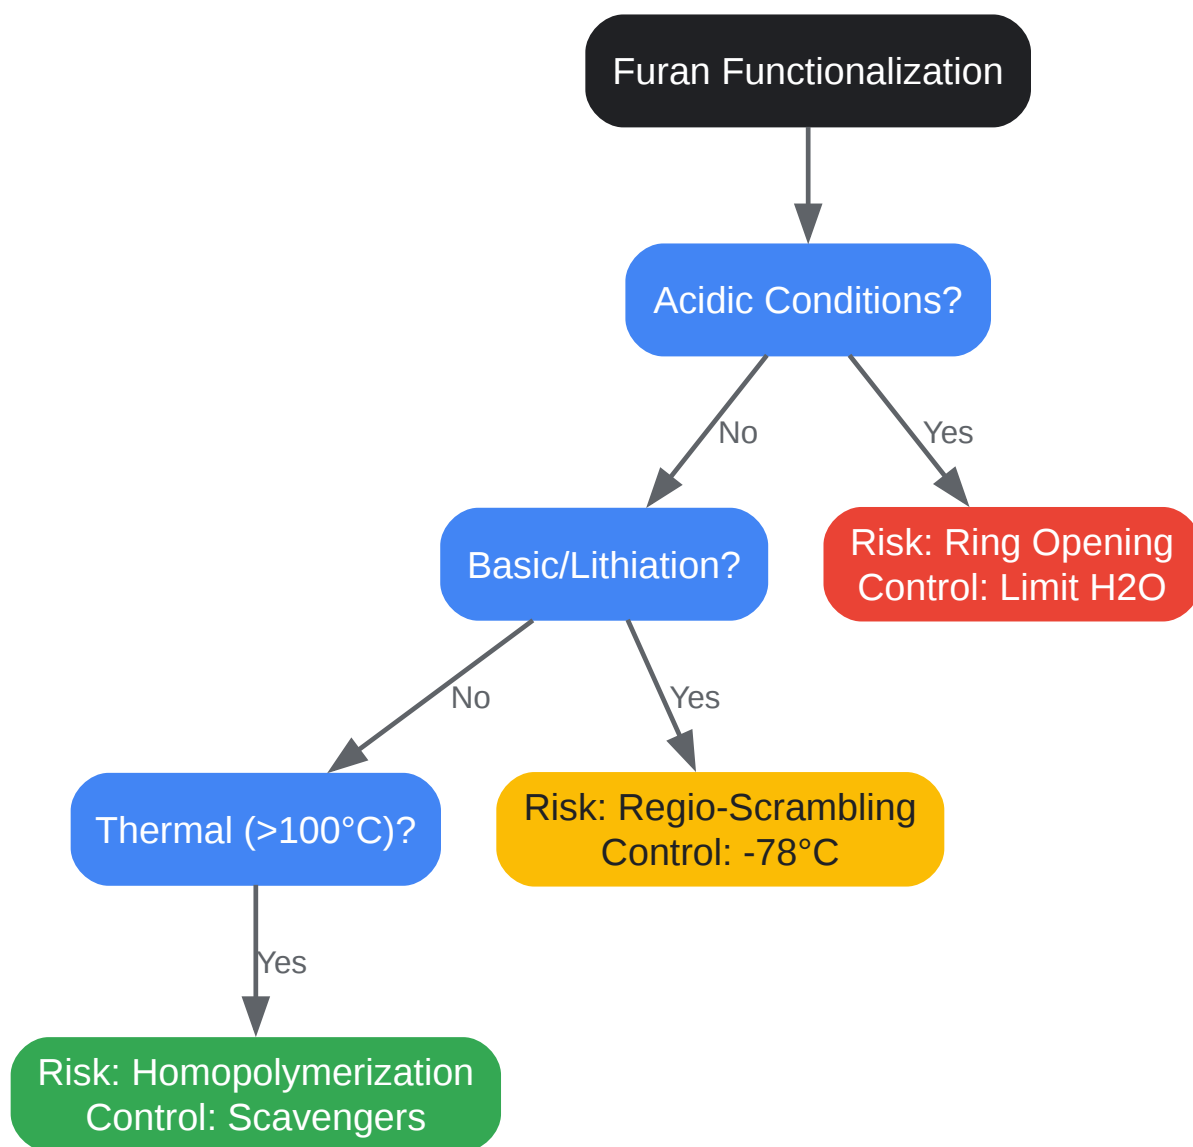 Furan Functionalization
Acidic Conditions?
No
Yes
Basic/Lithiation?
Risk: Ring Opening
Control: Limit H2O
No
Yes
Thermal (>100°C)?
Risk: Regio-Scrambling
Control: -78°C
Yes
Risk: Homopolymerization
Control: Scavengers